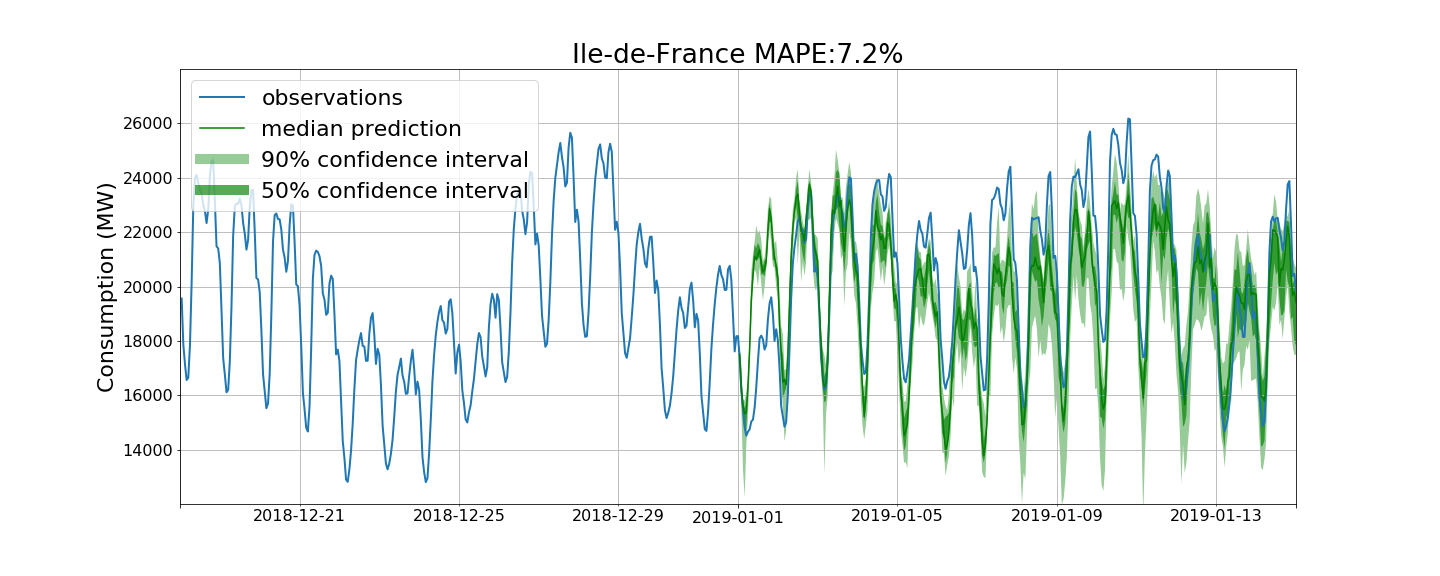 Ile-de-France MAPE:7.2%
observations
median prediction
90% confidence interval
50% confidence interval
Consumption (MW)
26000
24000
22000
20000
18000
16000
14000
2018-12-21 2018-12-25 2018-12-29 2019-01-01 2019-01-05 2019-01-09 2019-01-13